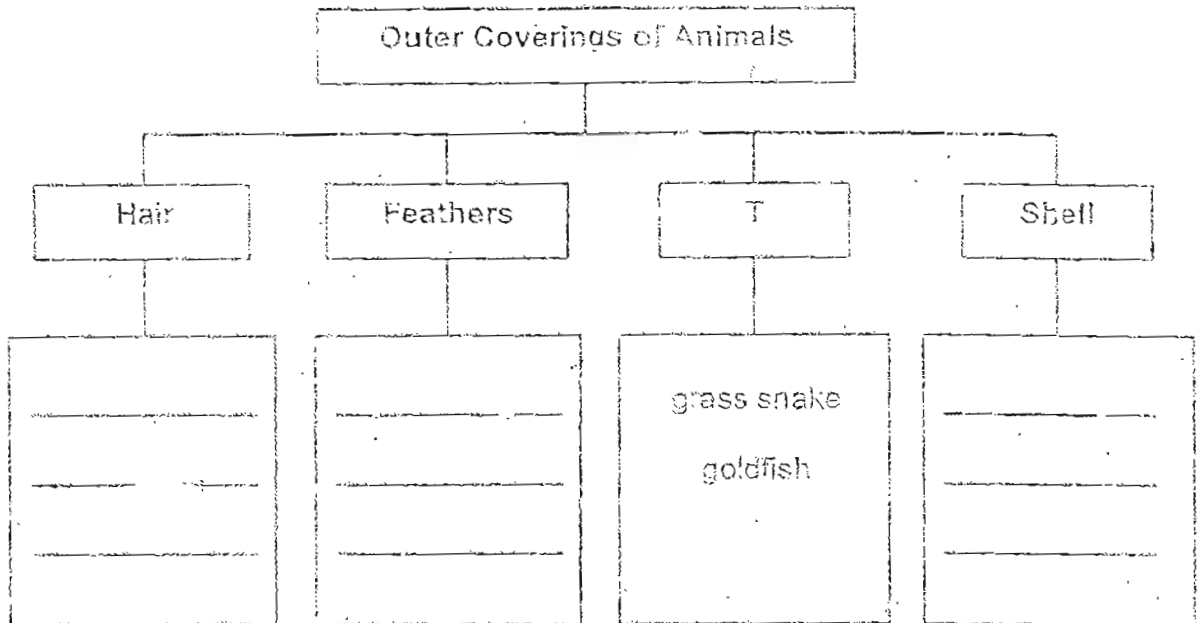 Outer Coverings of Animals
Hair
Feathers
T
Shell
grass snake
goldfish